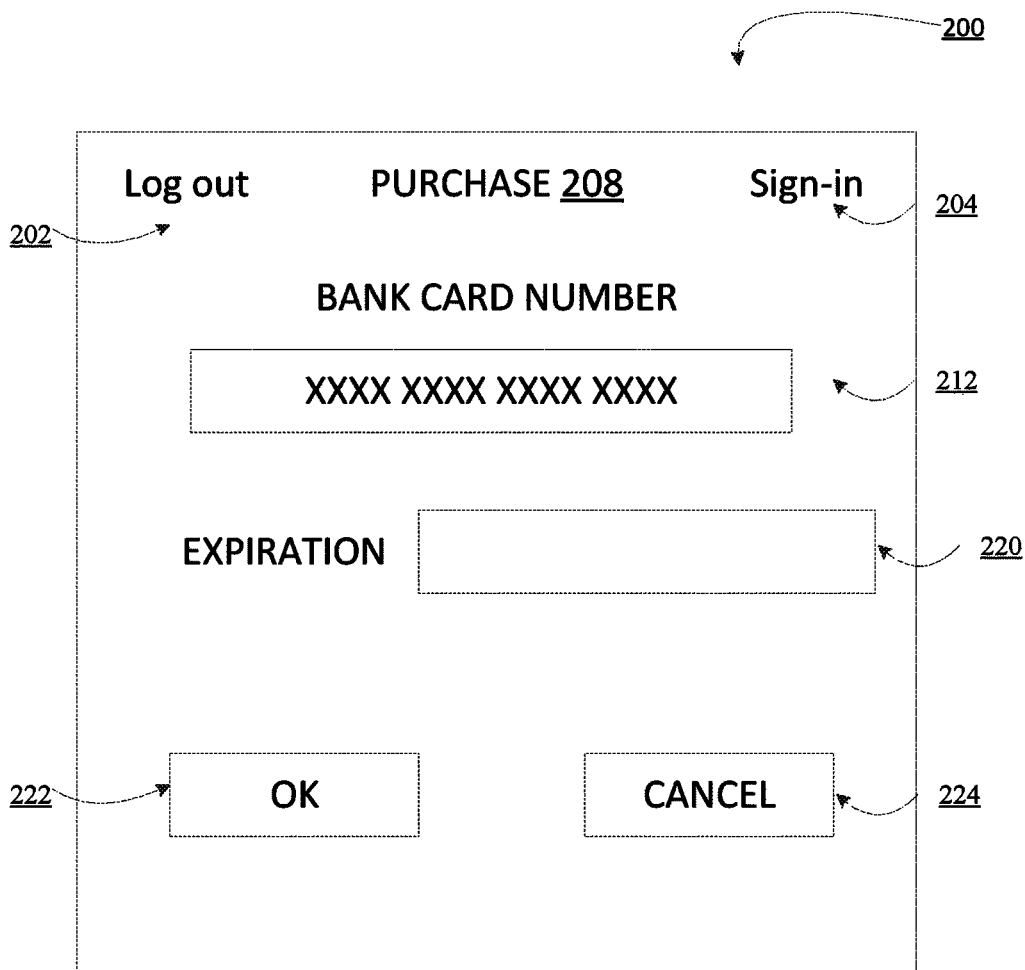 200
Log out PURCHASE 208 Sign-in
204
202
BANK CARD NUMBER
XXXX XXXX XXXX XXXX
212
EXPIRATION
220
222 OK CANCEL 224